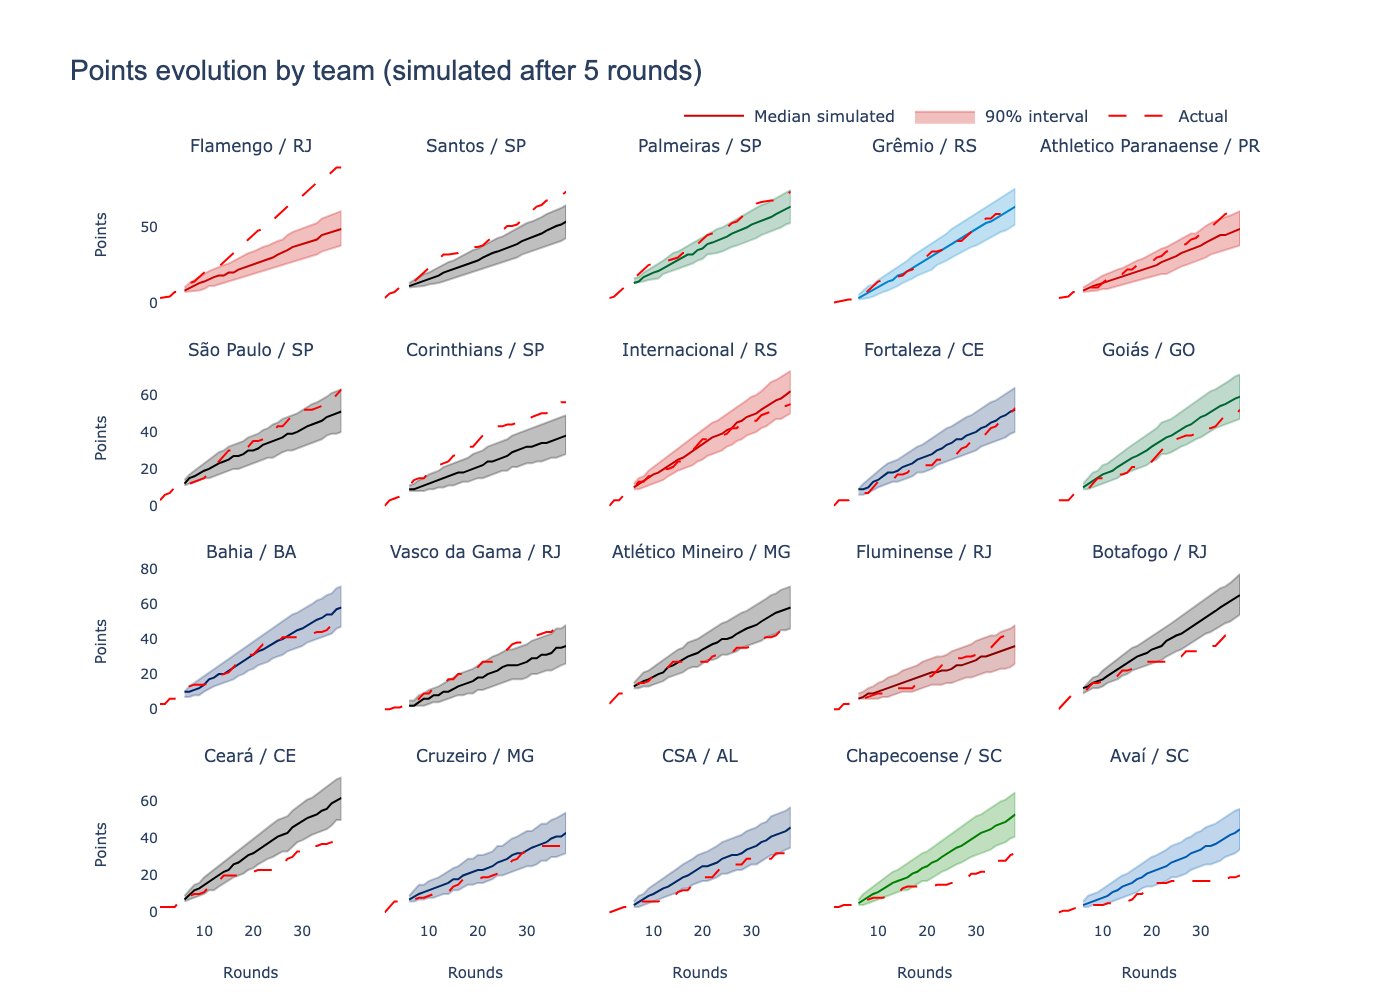 Points evolution by team (simulated after 5 rounds)
Median simulated 90% interval Actual
Flamengo / RJ Santos / SP Palmeiras / SP Grêmio / RS Athletico Paranaense / PR
Points
50
0
São Paulo / SP Corinthians / SP Internacional / RS Fortaleza / CE Goiás / GO
Points
60
40
20
0
Bahia / BA Vasco da Gama / RJ Atlético Mineiro / MG Fluminense / RJ Botafogo / RJ
Points
80
60
40
20
0
Ceará / CE Cruzeiro / MG CSA / AL Chapecoense / SC Avaí / SC
Points
60
40
20
0
10 20 30 10 20 30 10 20 30 10 20 30 10 20 30
Rounds Rounds Rounds Rounds Rounds